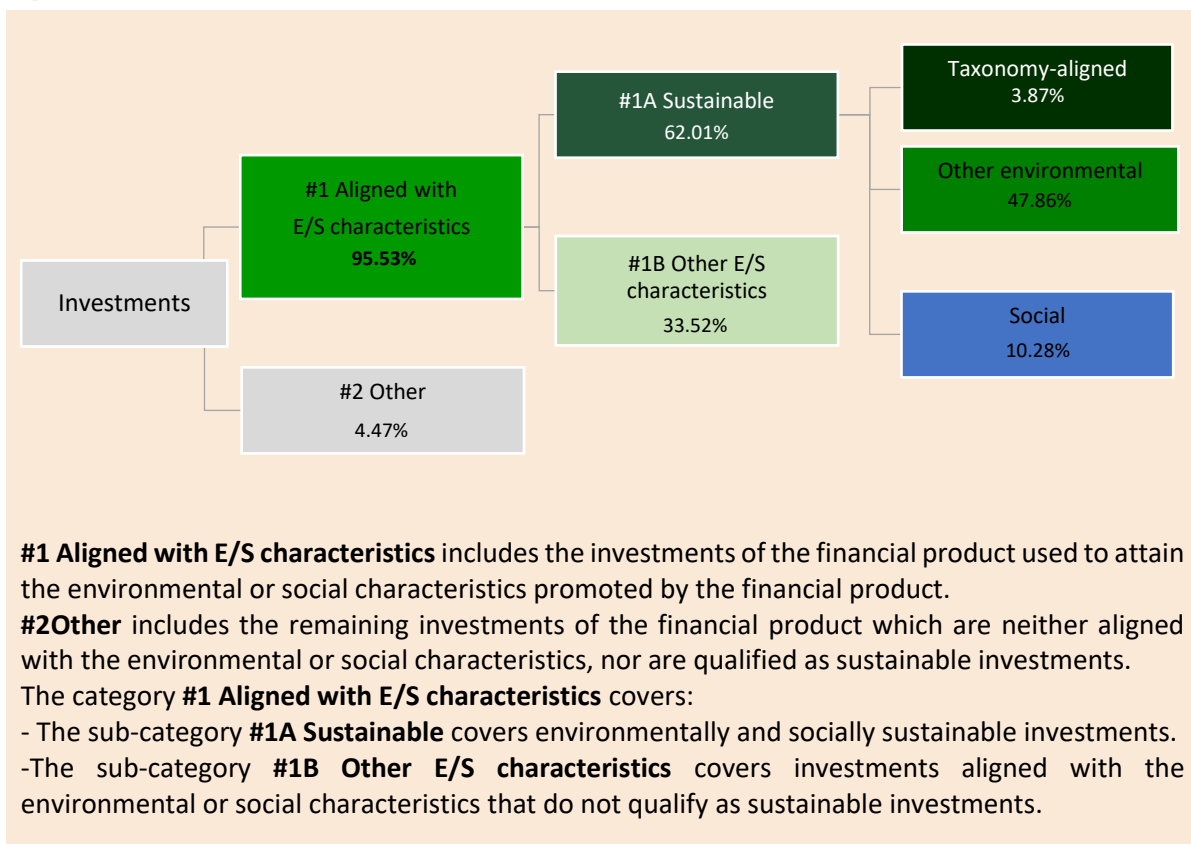 Investments
#1 Aligned with
E/S characteristics
95.53%
#2 Other
4.47%
#1A Sustainable
62.01%
#1B Other E/S
characteristics
33.52%
Taxonomy-aligned
3.87%
Other environmental
47.86%
Social
10.28%
#1 Aligned with E/S characteristics includes the investments of the financial product used to attain
the environmental or social characteristics promoted by the financial product.
#2Other includes the remaining investments of the financial product which are neither aligned
with the environmental or social characteristics, nor are qualified as sustainable investments.
The category #1 Aligned with E/S characteristics covers:
- The sub-category #1A Sustainable covers environmentally and socially sustainable investments.
-The sub-category #1B Other E/S characteristics covers investments aligned with the
environmental or social characteristics that do not qualify as sustainable investments.